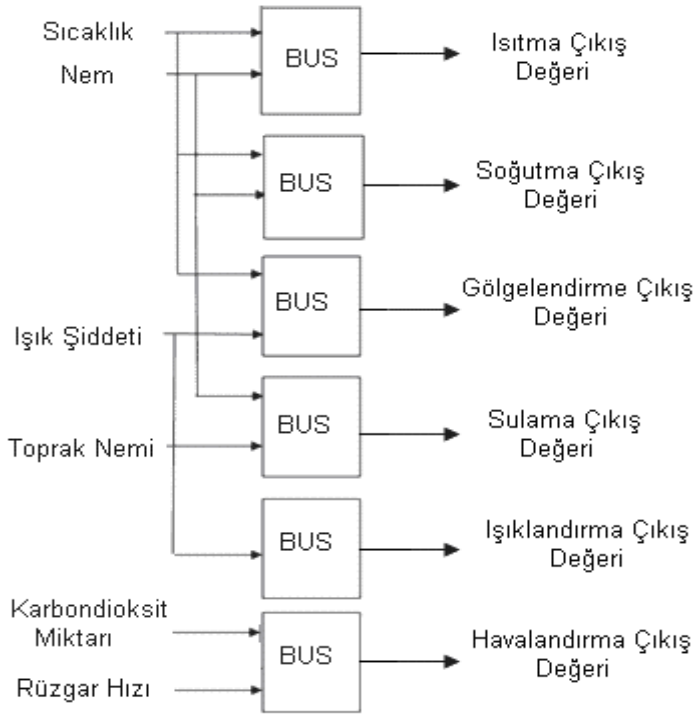 Sıcaklık
Nem
BUS
Isıtma Çıkış
Değeri
BUS
Soğutma Çıkış
Değeri
BUS
Gölgelendirme Çıkış
Değeri
Işık Şiddeti
BUS
Sulama Çıkış
Değeri
Toprak Nemi
BUS
Işıklandırma Çıkış
Değeri
Karbondioksit
Miktarı
BUS
Havalandırma Çıkış
Değeri
Rüzgar Hızı